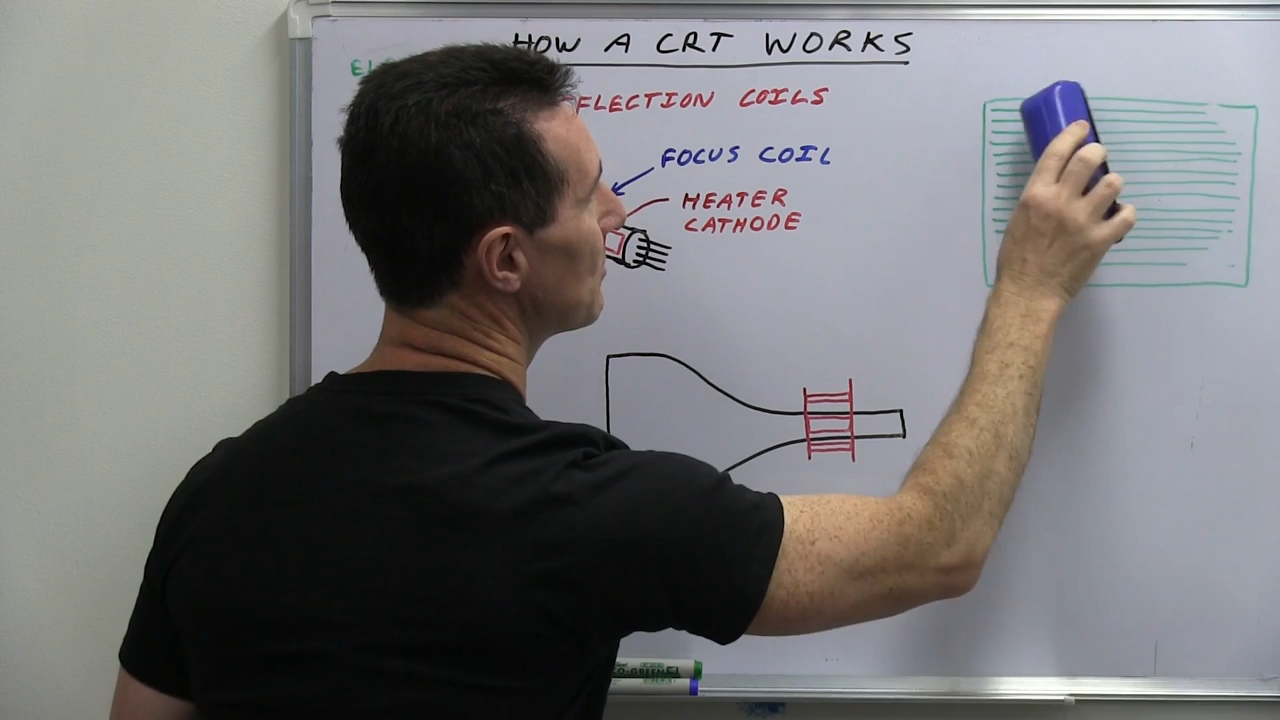 HOW A CRT WORKS
FLECTION COILS
FOCUS COIL
HEATER
CATHODE